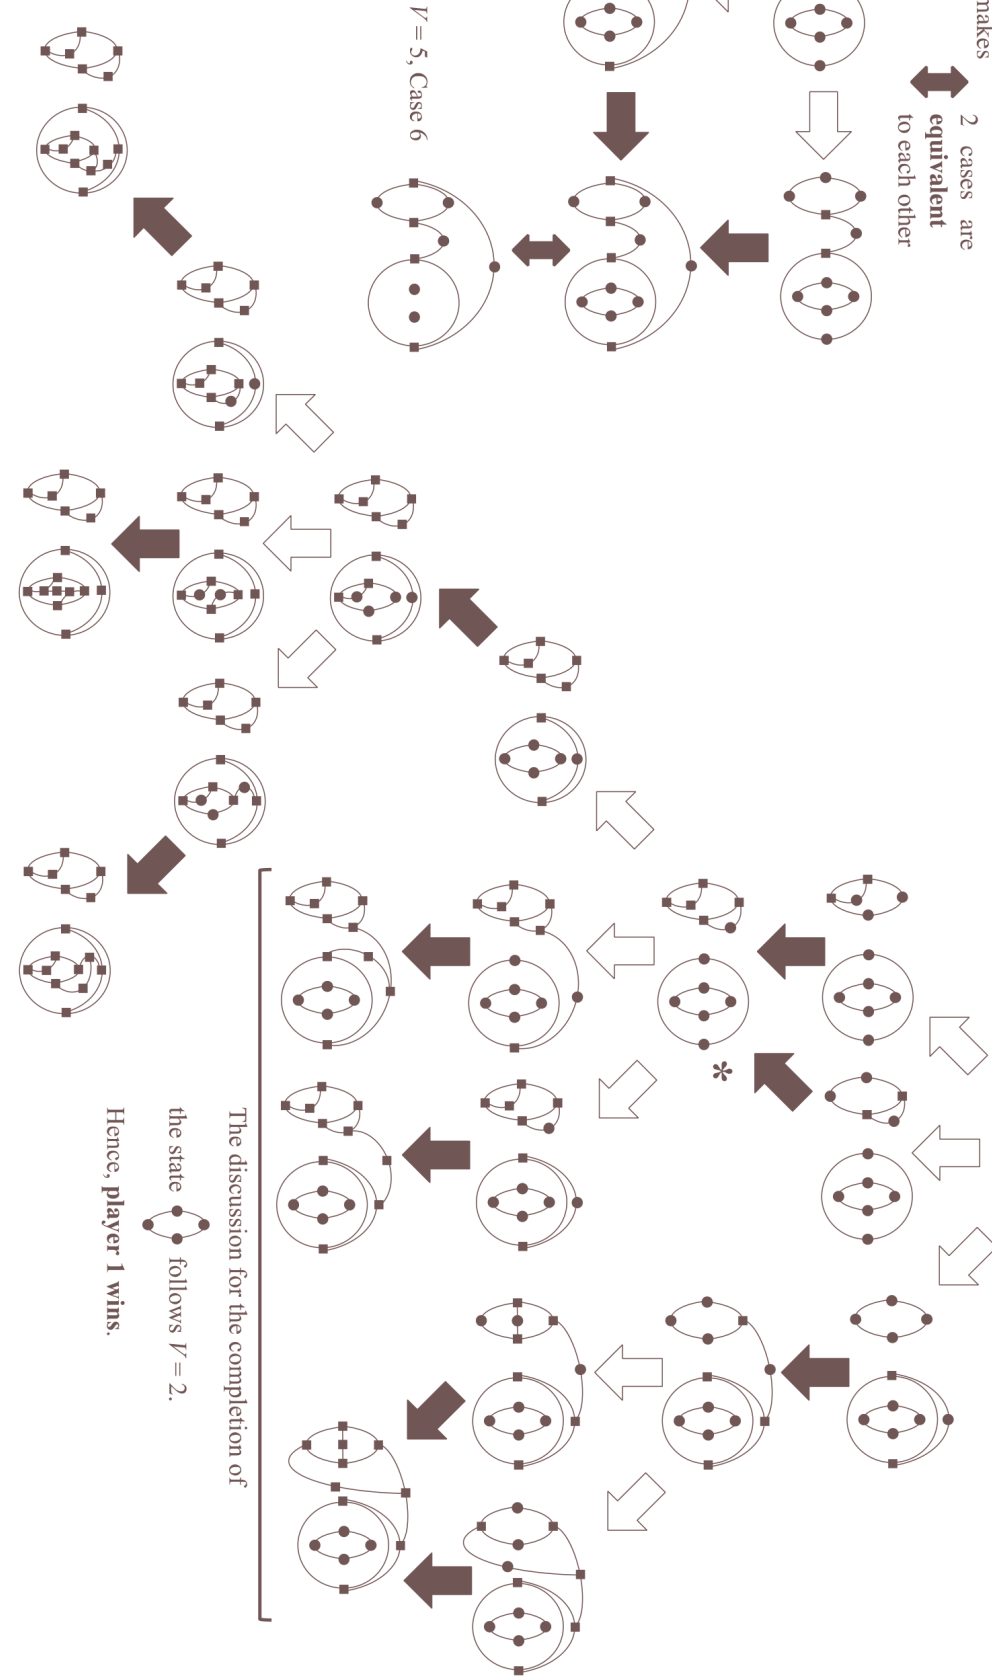 makes
2 cases are
equivalent
to each other
V = 5, Case 6
*
The discussion for the completion of
the state follows V = 2.
Hence, player 1 wins.